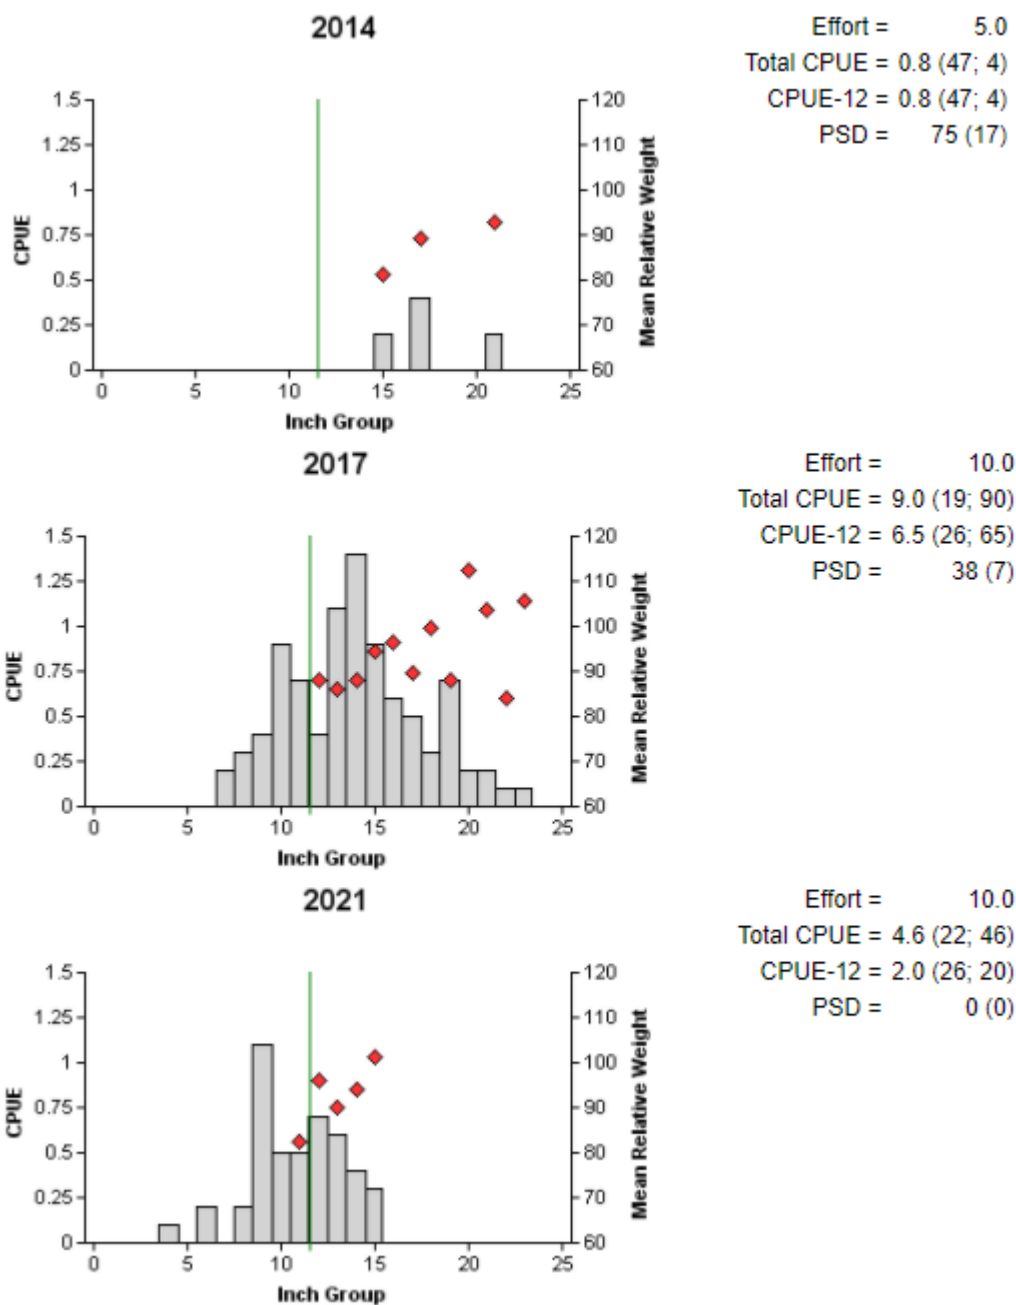 2014
Effort = 5.0
Total CPUE = 0.8 (47; 4)
CPUE-12 = 0.8 (47; 4)
PSD = 75 (17)
1.5
1.25
1
0.75
0.5
0.25
0
CPUE
120
110
100
90
80
70
60
Mean Relative Weight
0 5 10 15 20 25
Inch Group
2017
Effort = 10.0
Total CPUE = 9.0 (19; 90)
CPUE-12 = 6.5 (26; 65)
PSD = 38 (7)
1.5
1.25
1
0.75
0.5
0.25
0
CPUE
120
110
100
90
80
70
60
Mean Relative Weight
0 5 10 15 20 25
Inch Group
2021
Effort = 10.0
Total CPUE = 4.6 (22; 46)
CPUE-12 = 2.0 (26; 20)
PSD = 0 (0)
1.5
1.25
1
0.75
0.5
0.25
0
CPUE
120
110
100
90
80
70
60
Mean Relative Weight
0 5 10 15 20 25
Inch Group